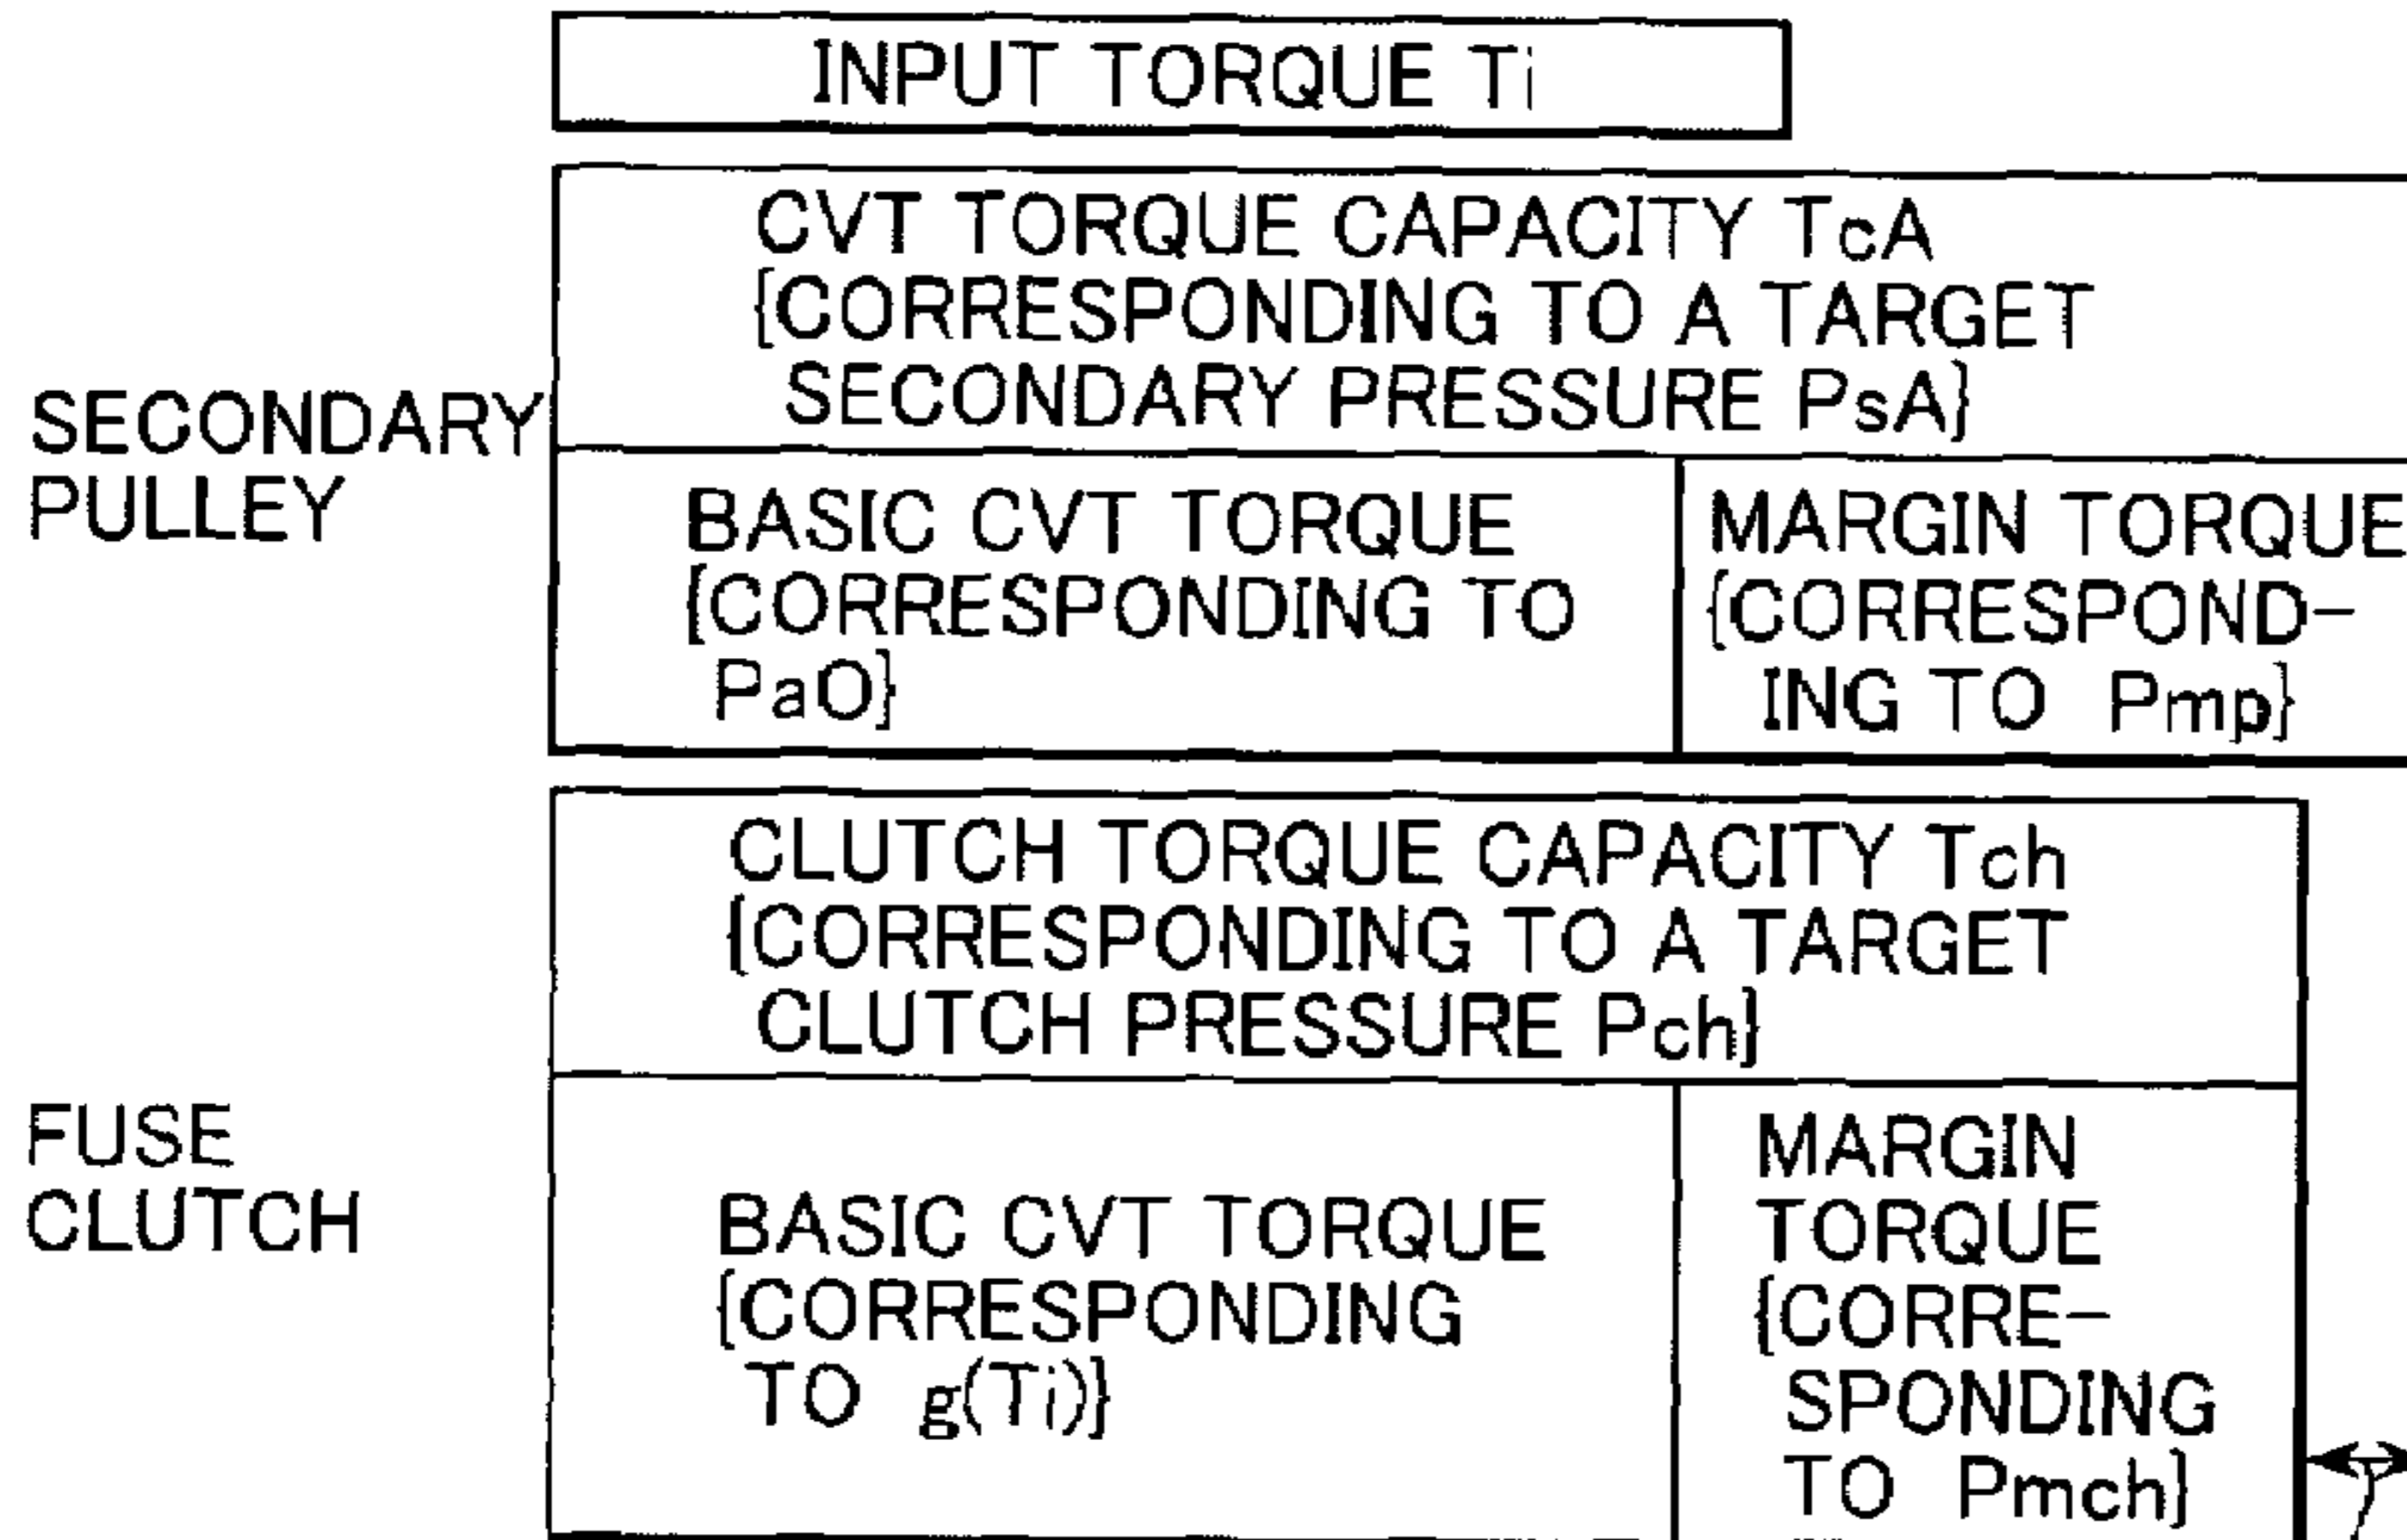 INPUT TORQUE Ti
CVT TORQUE CAPACITY TcA
{CORRESPONDING TO A TARGET
SECONDARY PRESSURE PsA}
SECONDARY
PULLEY
BASIC CVT TORQUE
{CORRESPONDING TO
PaO}
MARGIN TORQUE
{CORRESPOND-
ING TO Pmp}
CLUTCH TORQUE CAPACITY Tch
{CORRESPONDING TO A TARGET
CLUTCH PRESSURE Pch}
FUSE
CLUTCH
BASIC CVT TORQUE
{CORRESPONDING
TO g(Ti)}
MARGIN
TORQUE
{CORRE-
SPONDING
TO Pmch}